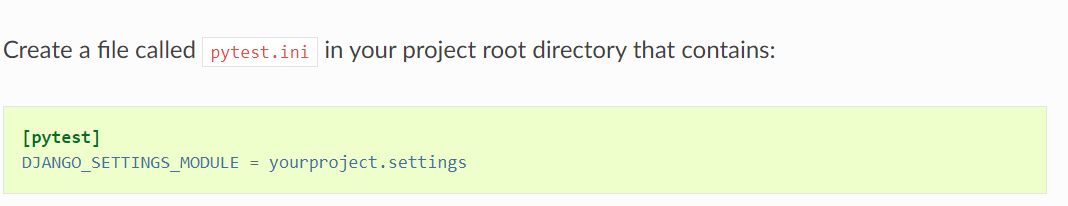 Create a file called pytest.ini in your project root directory that contains:
[pytest]
DJANGO_SETTINGS_MODULE = yourproject.settings